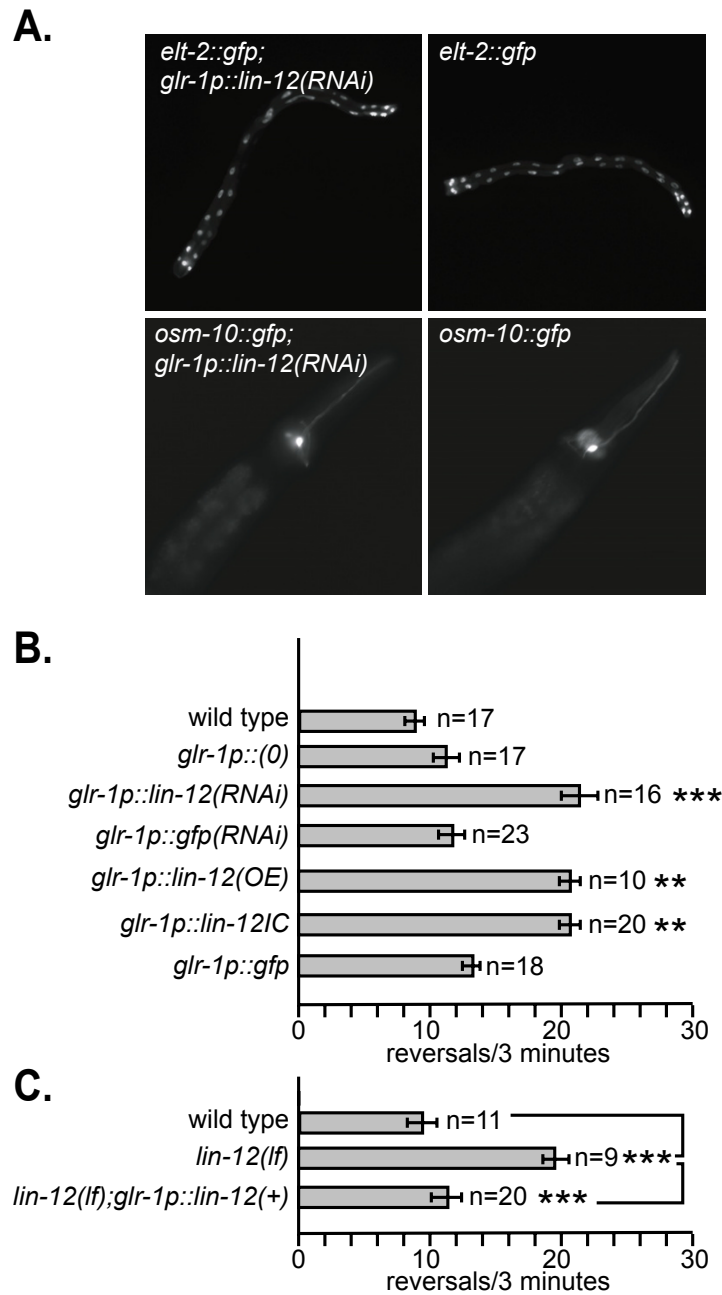 A.
elt-2::gfp;
glr-1p::lin-12(RNAi)
elt-2::gfp
osm-10::gfp;
glr-1p::lin-12(RNAi)
osm-10::gfp
B.
wild type n=17
glr-1p::(0) n=17
glr-1p::lin-12(RNAi) n=16 ***
glr-1p::gfp(RNAi) n=23
glr-1p::lin-12(OE) n=10 **
glr-1p::lin-12IC n=20 **
glr-1p::gfp n=18
0 10 20 30
reversals/3 minutes
C.
wild type n=11
lin-12(lf) n=9 ***
lin-12(lf);glr-1p::lin-12(+) n=20 ***
0 10 20 30
reversals/3 minutes